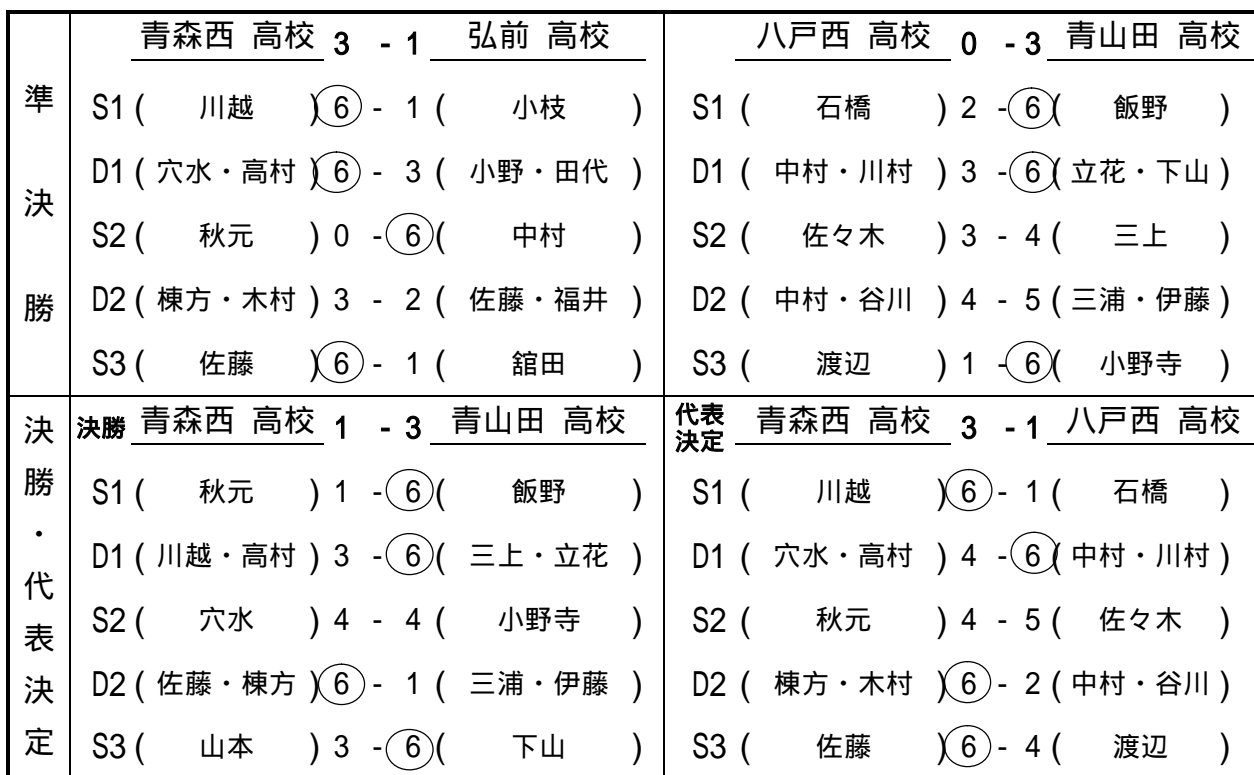 準決勝
青森西 高校 3 - 1 弘前 高校
S1 ( 川越 ) 6 - 1 ( 小枝 )
D1 ( 穴水・高村 ) 6 - 3 ( 小野・田代 )
S2 ( 秋元 ) 0 - 6 ( 中村 )
D2 ( 棟方・木村 ) 3 - 2 ( 佐藤・福井 )
S3 ( 佐藤 ) 6 - 1 ( 舘田 )
八戸西 高校 0 - 3 青山田 高校
S1 ( 石橋 ) 2 - 6 ( 飯野 )
D1 ( 中村・川村 ) 3 - 6 ( 立花・下山 )
S2 ( 佐々木 ) 3 - 4 ( 三上 )
D2 ( 中村・谷川 ) 4 - 5 ( 三浦・伊藤 )
S3 ( 渡辺 ) 1 - 6 ( 小野寺 )
決勝・代表決定
決勝 青森西 高校 1 - 3 青山田 高校
S1 ( 秋元 ) 1 - 6 ( 飯野 )
D1 ( 川越・高村 ) 3 - 6 ( 三上・立花 )
S2 ( 穴水 ) 4 - 4 ( 小野寺 )
D2 ( 佐藤・棟方 ) 6 - 1 ( 三浦・伊藤 )
S3 ( 山本 ) 3 - 6 ( 下山 )
代表決定 青森西 高校 3 - 1 八戸西 高校
S1 ( 川越 ) 6 - 1 ( 石橋 )
D1 ( 穴水・高村 ) 4 - 6 ( 中村・川村 )
S2 ( 秋元 ) 4 - 5 ( 佐々木 )
D2 ( 棟方・木村 ) 6 - 2 ( 中村・谷川 )
S3 ( 佐藤 ) 6 - 4 ( 渡辺 )